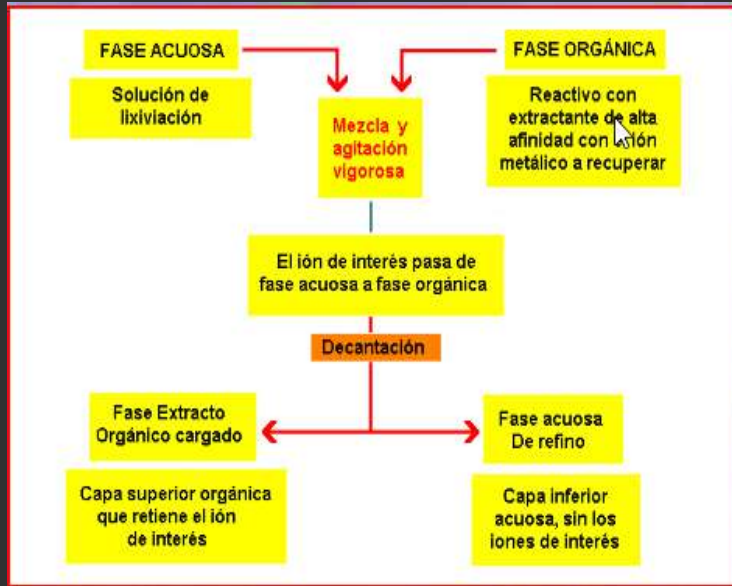 FASE ACUOSA
FASE ORGÁNICA
Solución de
lixiviación
Reactivo con
extractante de alta
afinidad con ión
metálico a recuperar
Mezcla y
agitación
vigorosa
El ión de interés pasa de
fase acuosa a fase orgánica
Decantación
Fase Extracto
Orgánico cargado
Fase acuosa
De refino
Capa superior orgánica
que retiene el ión
de interés
Capa inferior
acuosa, sin los
iones de interés